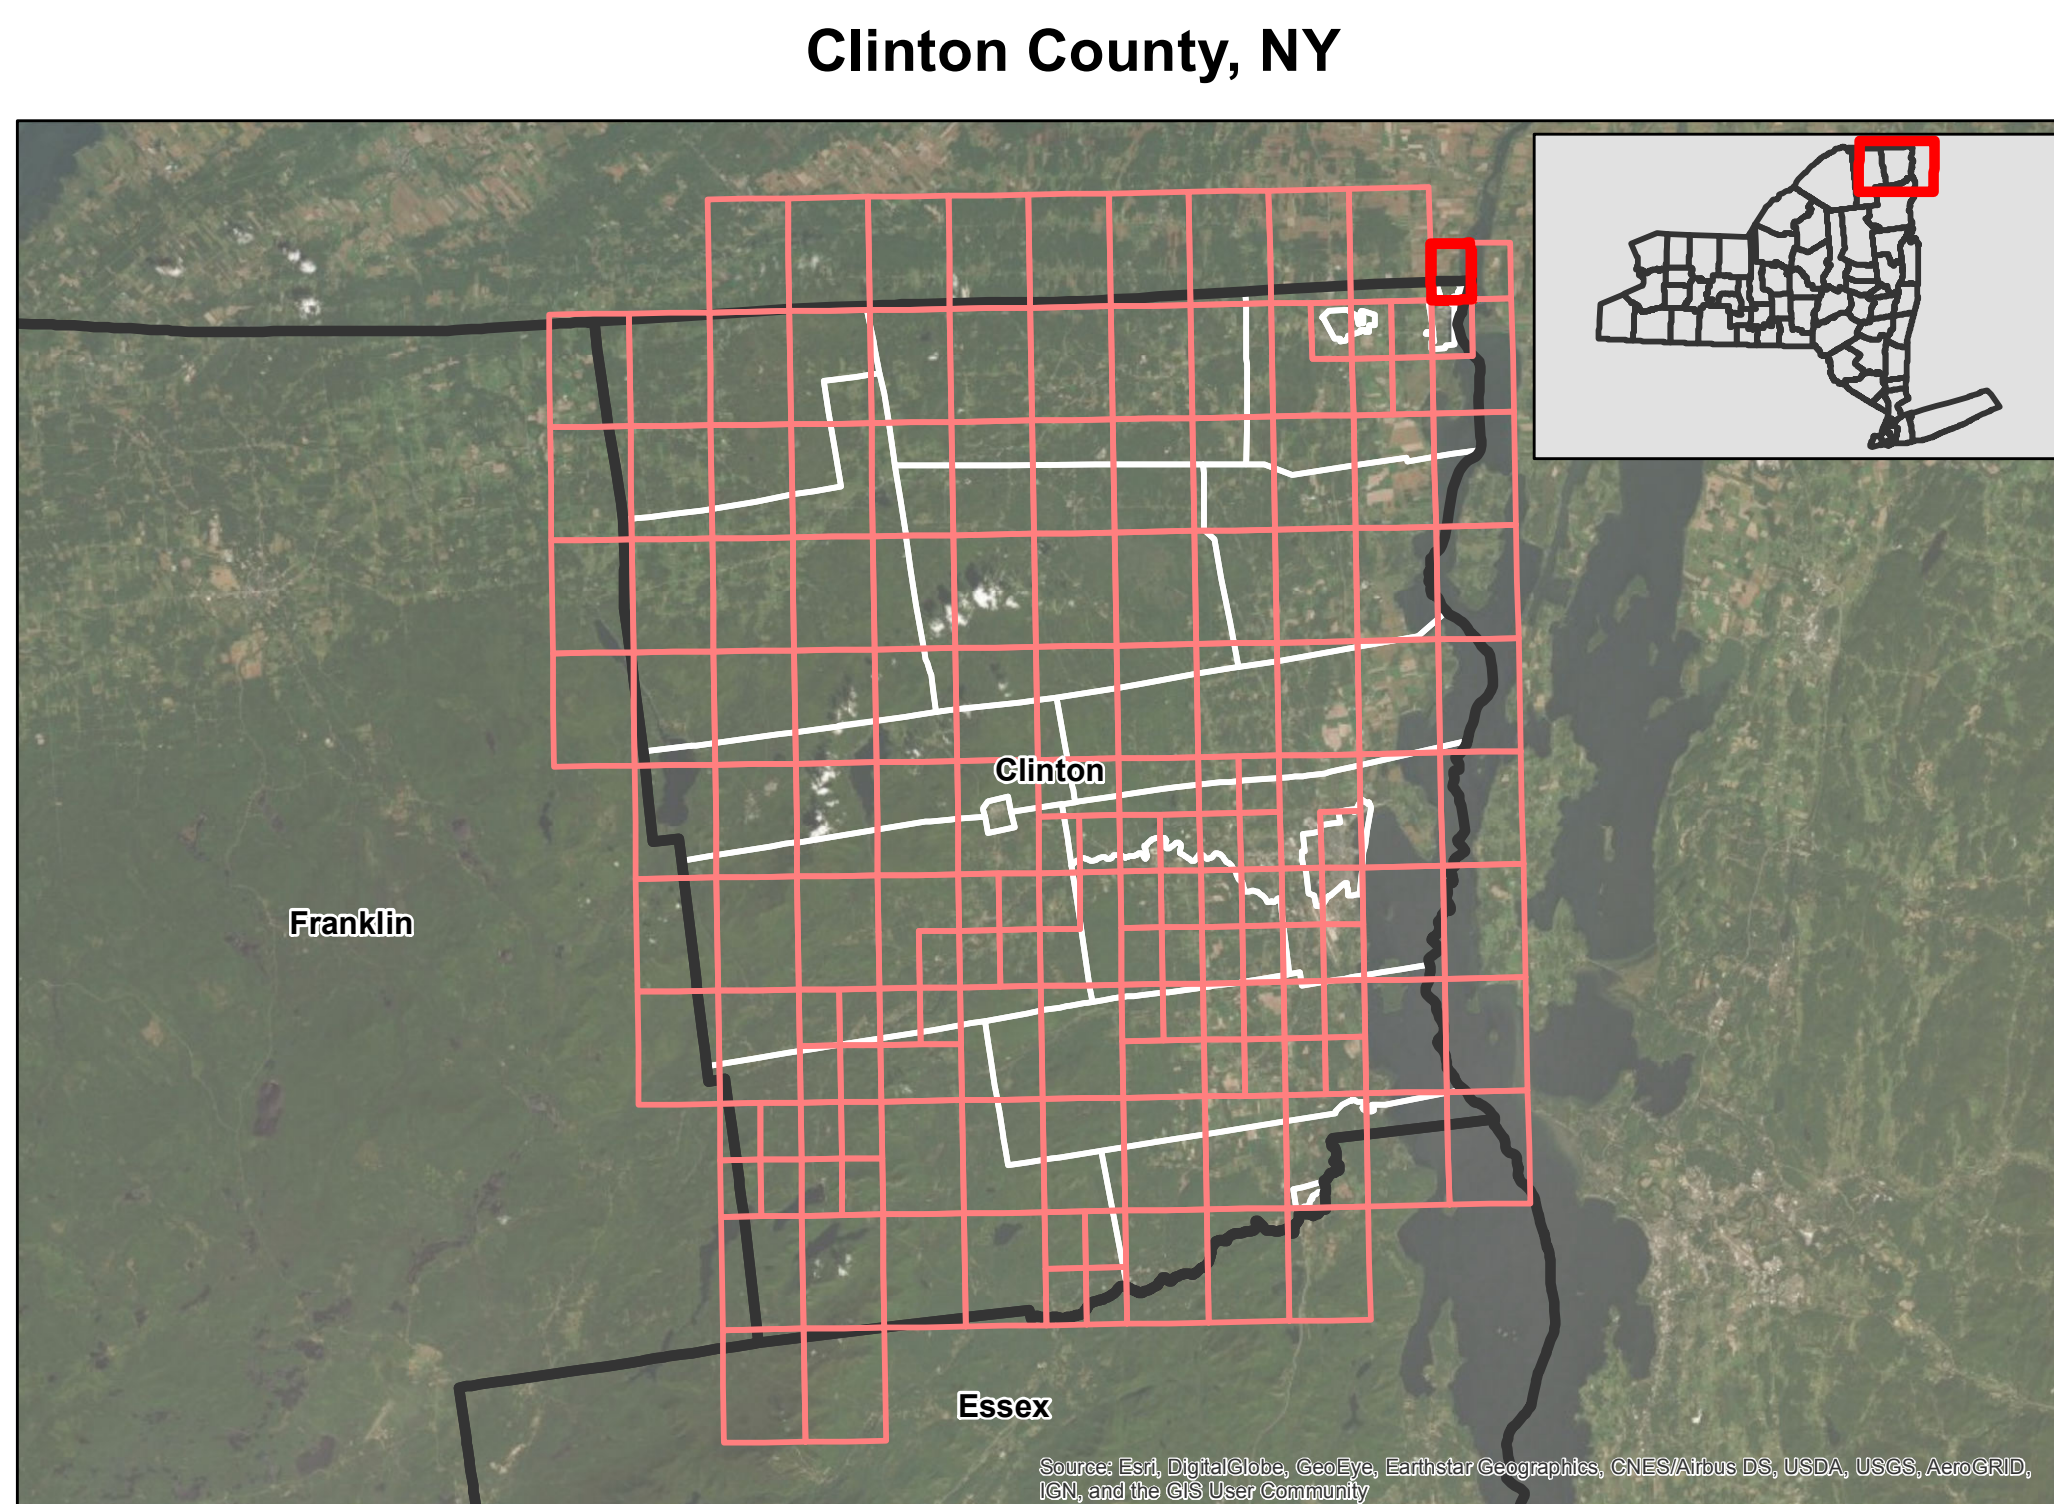 Clinton County, NY
Clinton
Franklin
Essex
Source: Esri, DigitalGlobe, GeoEye, Earthstar Geographics, CNES/Airbus DS, USDA, USGS, AeroGRID,
IGN, and the GIS User Community